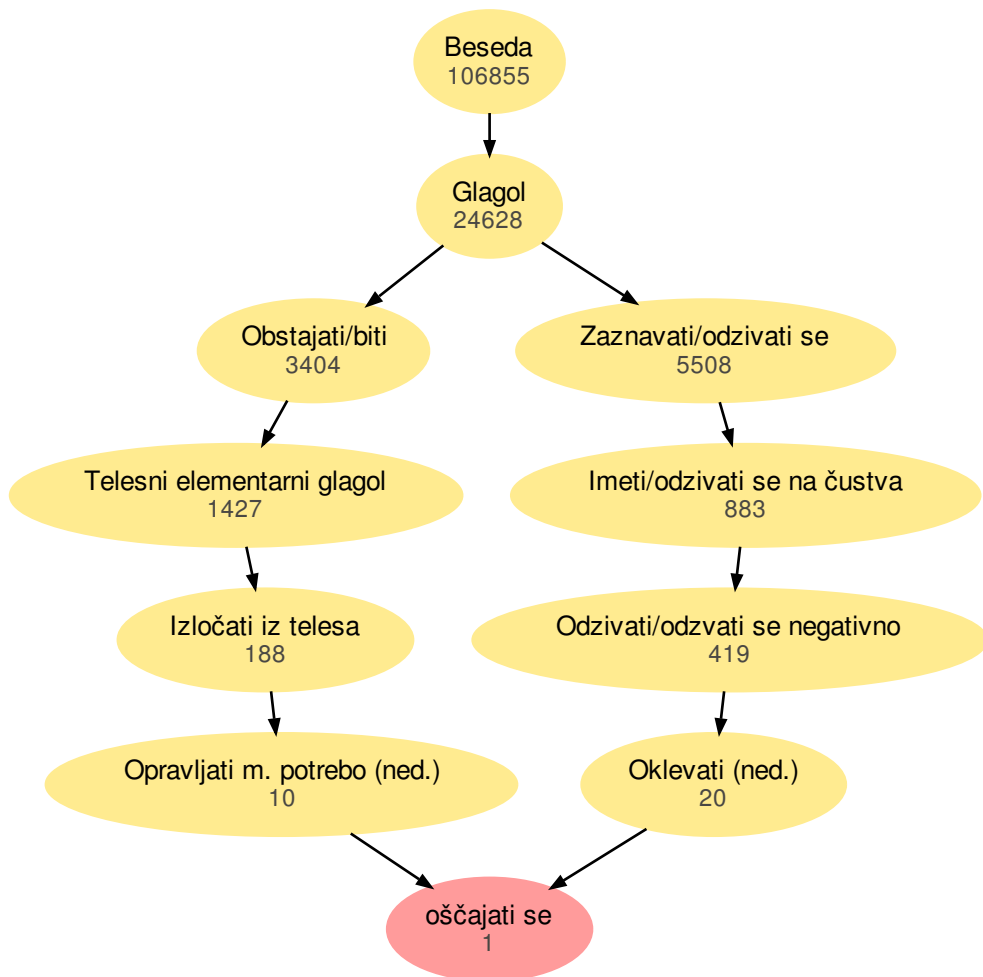 Beseda
106855
Glagol
24628
Obstajati/biti
3404
Zaznavati/odzivati se
5508
Telesni elementarni glagol
1427
Imeti/odzivati se na čustva
883
Izločati iz telesa
188
Odzivati/odzvati se negativno
419
Opravljati m. potrebo (ned.)
10
Oklevati (ned.)
20
oščajati se
1